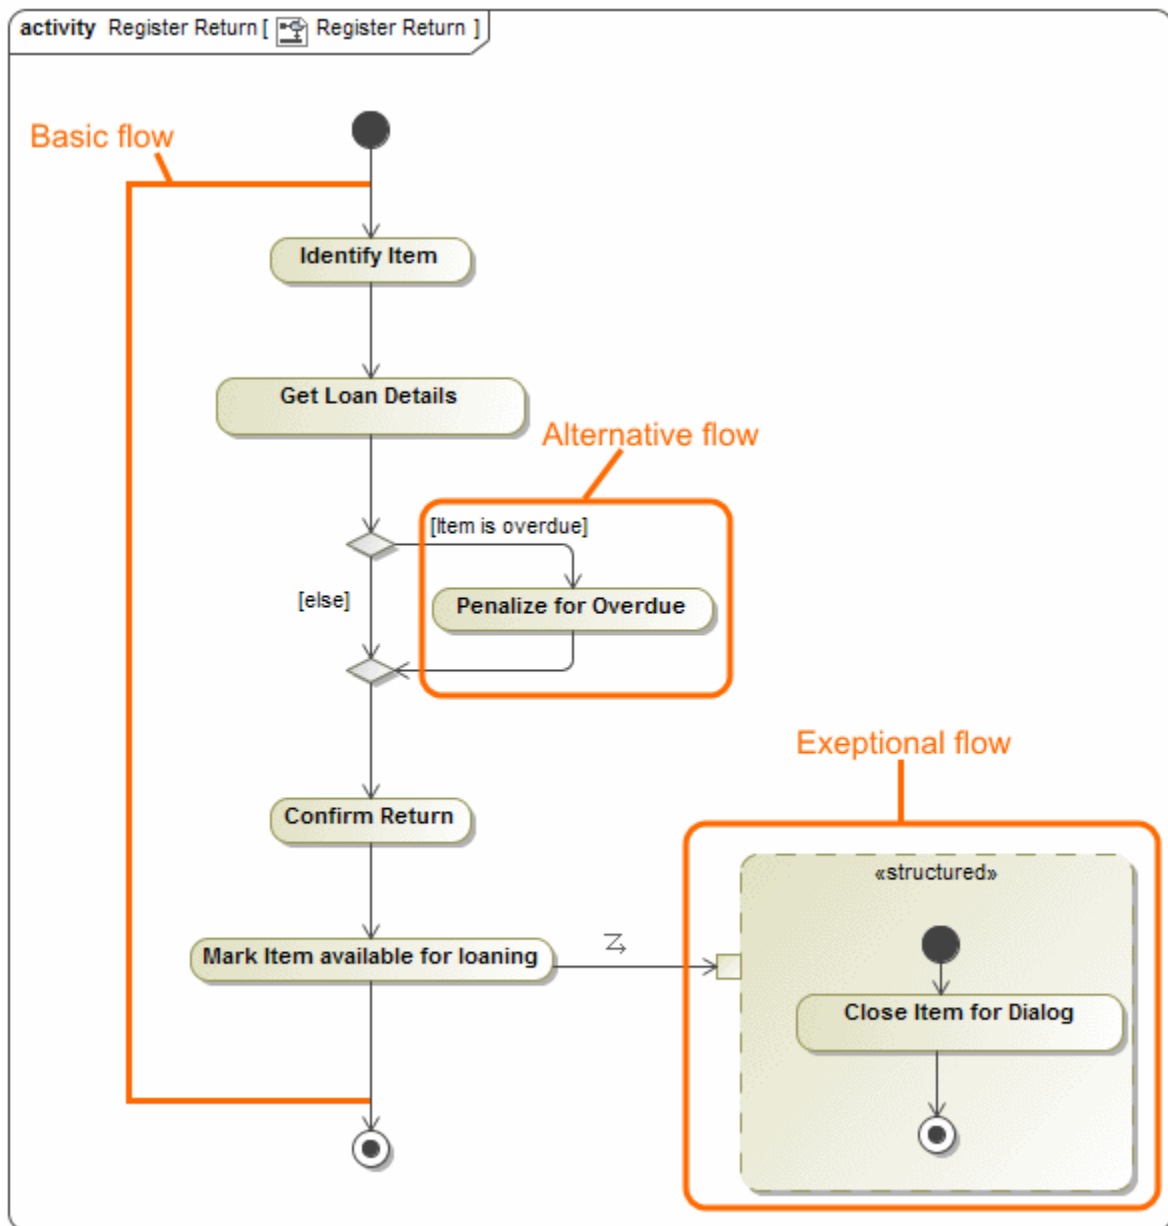 activity Register Return [ Register Return ]
Basic flow
Identify Item
Get Loan Details
Alternative flow
[Item is overdue]
[else]
Penalize for Overdue
Exeptional flow
Confirm Return
«structured»
Mark Item available for loaning
Close Item for Dialog